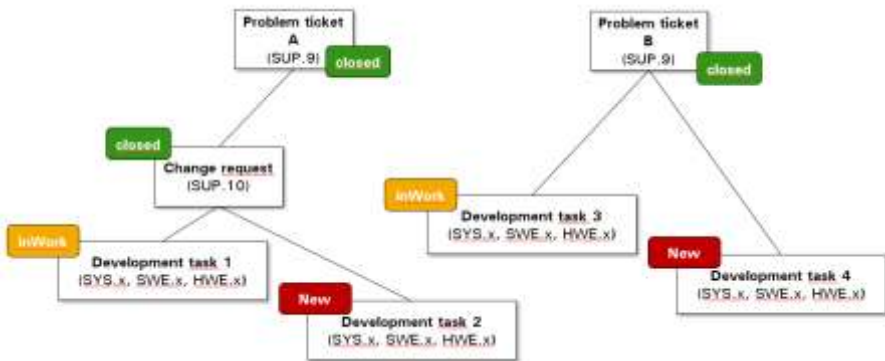 Problem ticket
A
(SUP.9)
closed
Problem ticket
B
(SUP.9)
closed
closed
Change request
(SUP.10)
inWork
Development task 3
(SYS.x, SWE.x, HWE.x)
inWork
Development task 1
(SYS.x, SWE.x, HWE.x)
New
Development task 4
(SYS.x, SWE.x, HWE.x)
New
Development task 2
(SYS.x, SWE.x, HWE.x)